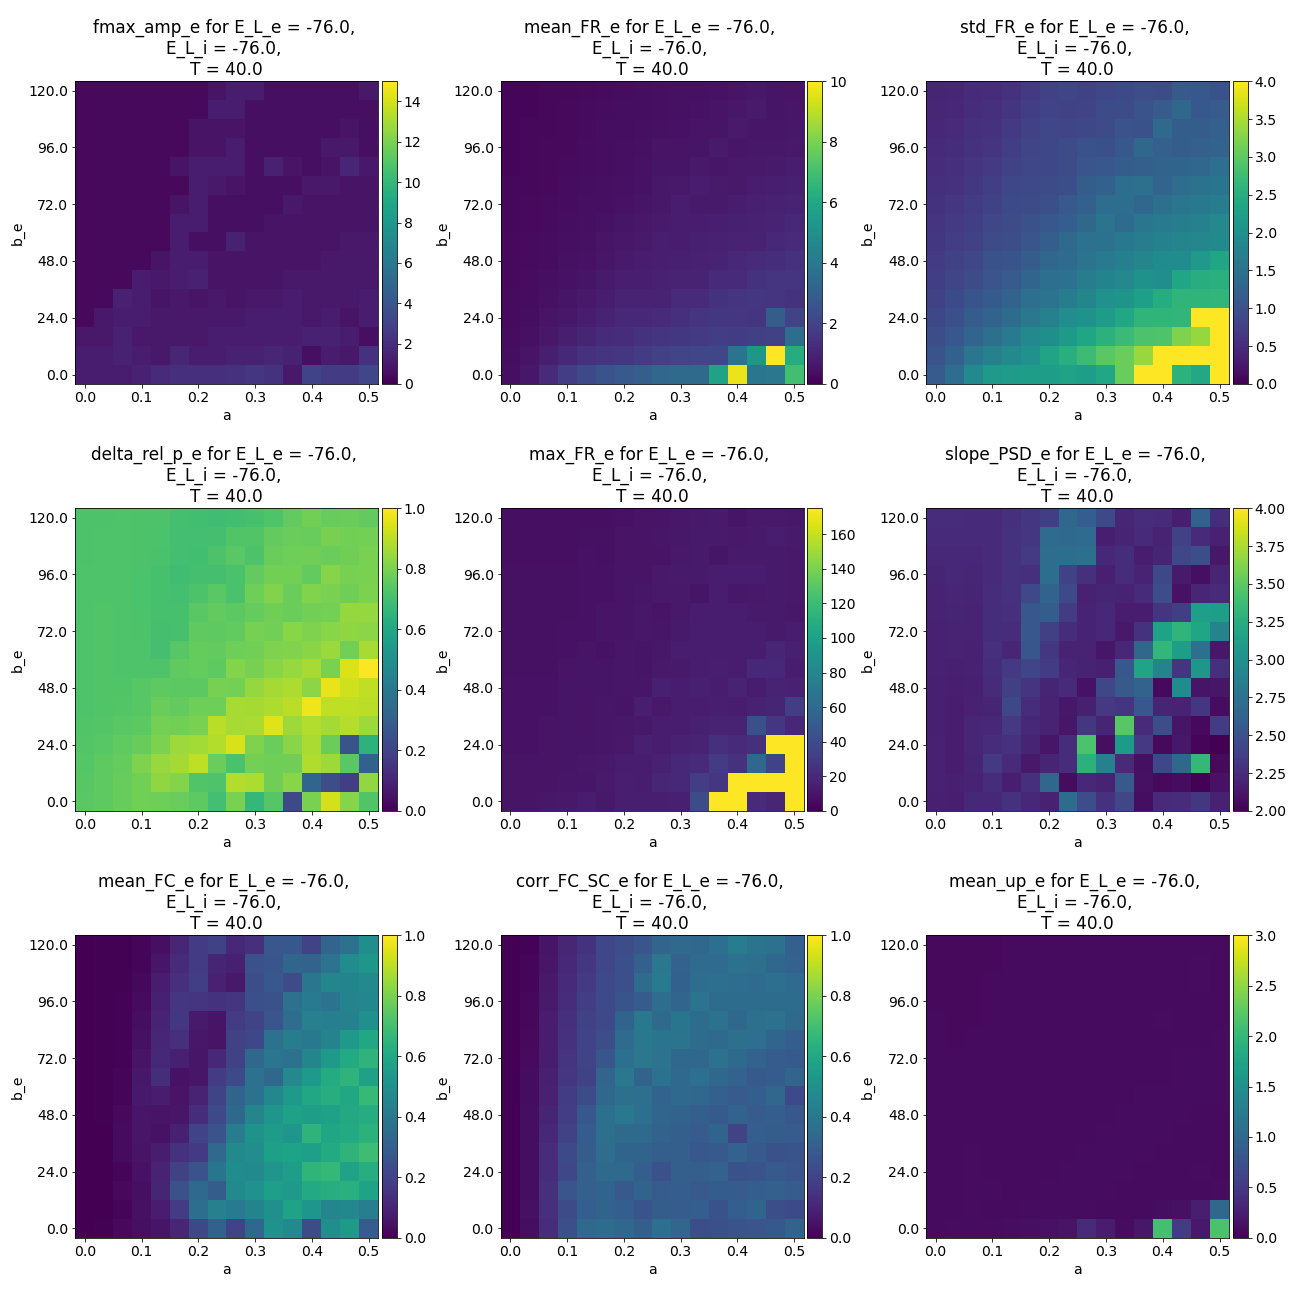 fmax_amp_e for E_L_e = -76.0,
E_L_i = -76.0,
T = 40.0
120.0
96.0
72.0
48.0
24.0
0.0
b_e
0.0 0.1 0.2 0.3 0.4 0.5
a
14
12
10
8
6
4
2
0
mean_FR_e for E_L_e = -76.0,
E_L_i = -76.0,
T = 40.0
120.0
96.0
72.0
48.0
24.0
0.0
b_e
0.0 0.1 0.2 0.3 0.4 0.5
a
10
8
6
4
2
0
std_FR_e for E_L_e = -76.0,
E_L_i = -76.0,
T = 40.0
120.0
96.0
72.0
48.0
24.0
0.0
b_e
0.0 0.1 0.2 0.3 0.4 0.5
a
4.0
3.5
3.0
2.5
2.0
1.5
1.0
0.5
0.0
delta_rel_p_e for E_L_e = -76.0,
E_L_i = -76.0,
T = 40.0
120.0
96.0
72.0
48.0
24.0
0.0
b_e
0.0 0.1 0.2 0.3 0.4 0.5
a
1.0
0.8
0.6
0.4
0.2
0.0
max_FR_e for E_L_e = -76.0,
E_L_i = -76.0,
T = 40.0
120.0
96.0
72.0
48.0
24.0
0.0
b_e
0.0 0.1 0.2 0.3 0.4 0.5
a
160
140
120
100
80
60
40
20
0
slope_PSD_e for E_L_e = -76.0,
E_L_i = -76.0,
T = 40.0
120.0
96.0
72.0
48.0
24.0
0.0
b_e
0.0 0.1 0.2 0.3 0.4 0.5
a
4.00
3.75
3.50
3.25
3.00
2.75
2.50
2.25
2.00
mean_FC_e for E_L_e = -76.0,
E_L_i = -76.0,
T = 40.0
120.0
96.0
72.0
48.0
24.0
0.0
b_e
0.0 0.1 0.2 0.3 0.4 0.5
a
1.0
0.8
0.6
0.4
0.2
0.0
corr_FC_SC_e for E_L_e = -76.0,
E_L_i = -76.0,
T = 40.0
120.0
96.0
72.0
48.0
24.0
0.0
b_e
0.0 0.1 0.2 0.3 0.4 0.5
a
1.0
0.8
0.6
0.4
0.2
0.0
mean_up_e for E_L_e = -76.0,
E_L_i = -76.0,
T = 40.0
120.0
96.0
72.0
48.0
24.0
0.0
b_e
0.0 0.1 0.2 0.3 0.4 0.5
a
3.0
2.5
2.0
1.5
1.0
0.5
0.0